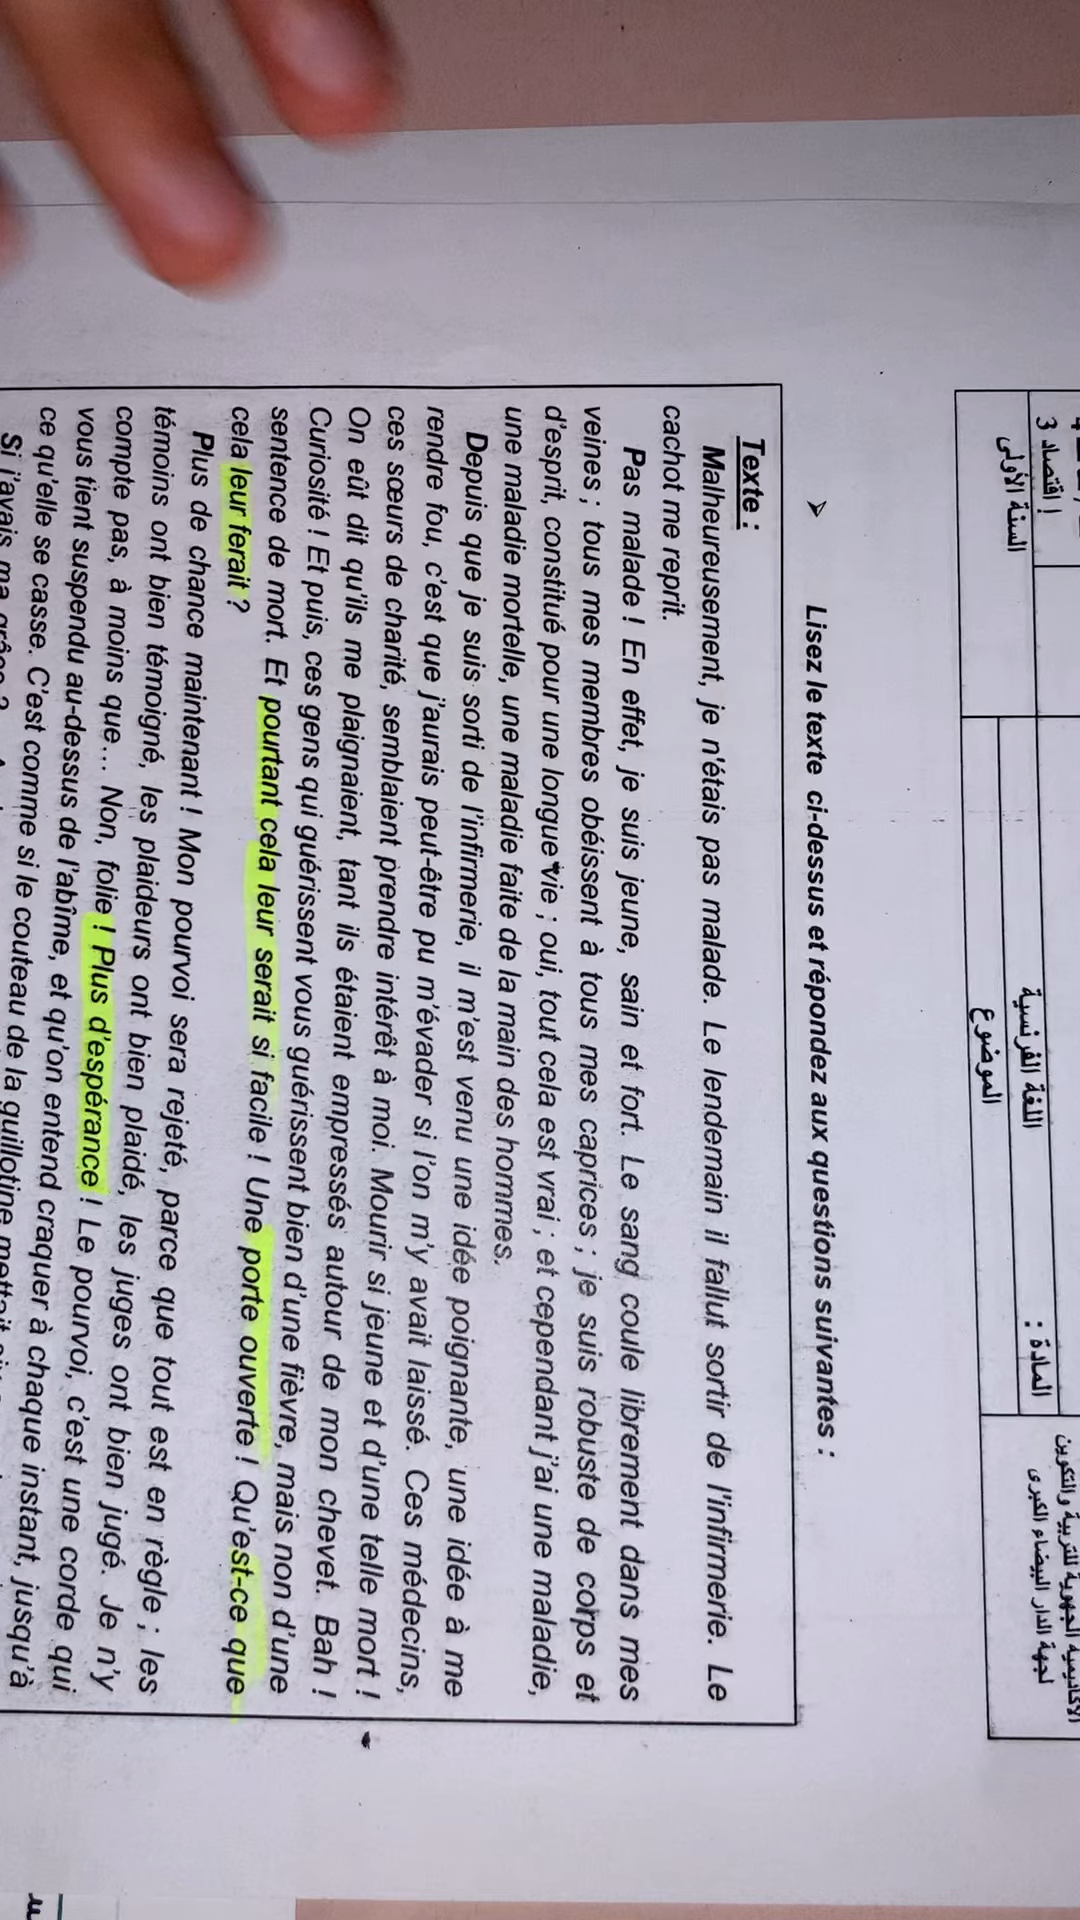 الأكاديمية الجهوية للتربية والتكوين
لجهة الدار البيضاء الكبرى
المادة :
اللغة الفرنسية
الموضوع
اقتصاد 3
السنة الأولى
➢ Lisez le texte ci-dessus et répondez aux questions suivantes :
Texte :
Malheureusement, je n'étais pas malade. Le lendemain il fallut sortir de l'infirmerie. Le
cachot me reprit.
Pas malade ! En effet, je suis jeune, sain et fort. Le sang coule librement dans mes
veines ; tous mes membres obéissent à tous mes caprices ; je suis robuste de corps et
d'esprit, constitué pour une longue vie ; oui, tout cela est vrai ; et cependant j'ai une maladie,
une maladie mortelle, une maladie faite de la main des hommes.
Depuis que je suis sorti de l'infirmerie, il m'est venu une idée poignante, une idée à me
rendre fou, c'est que j'aurais peut-être pu m'évader si l'on m'y avait laissé. Ces médecins,
ces sœurs de charité, semblaient prendre intérêt à moi. Mourir si jeune et d'une telle mort !
On eût dit qu'ils me plaignaient, tant ils étaient empressés autour de mon chevet. Bah !
Curiosité ! Et puis, ces gens qui guérissent vous guérissent bien d'une fièvre, mais non d'une
sentence de mort. Et pourtant cela leur serait si facile ! Une porte ouverte ! Qu'est-ce que
cela leur ferait ?
Plus de chance maintenant ! Mon pourvoi sera rejeté, parce que tout est en règle ; les
témoins ont bien témoigné, les plaideurs ont bien plaidé, les juges ont bien jugé. Je n'y
compte pas, à moins que... Non, folie ! Plus d'espérance ! Le pourvoi, c'est une corde qui
vous tient suspendu au-dessus de l'abîme, et qu'on entend craquer à chaque instant, jusqu'à
ce qu'elle se casse. C'est comme si le couteau de la guillotine mettait
Si j'avais ma grâce ?